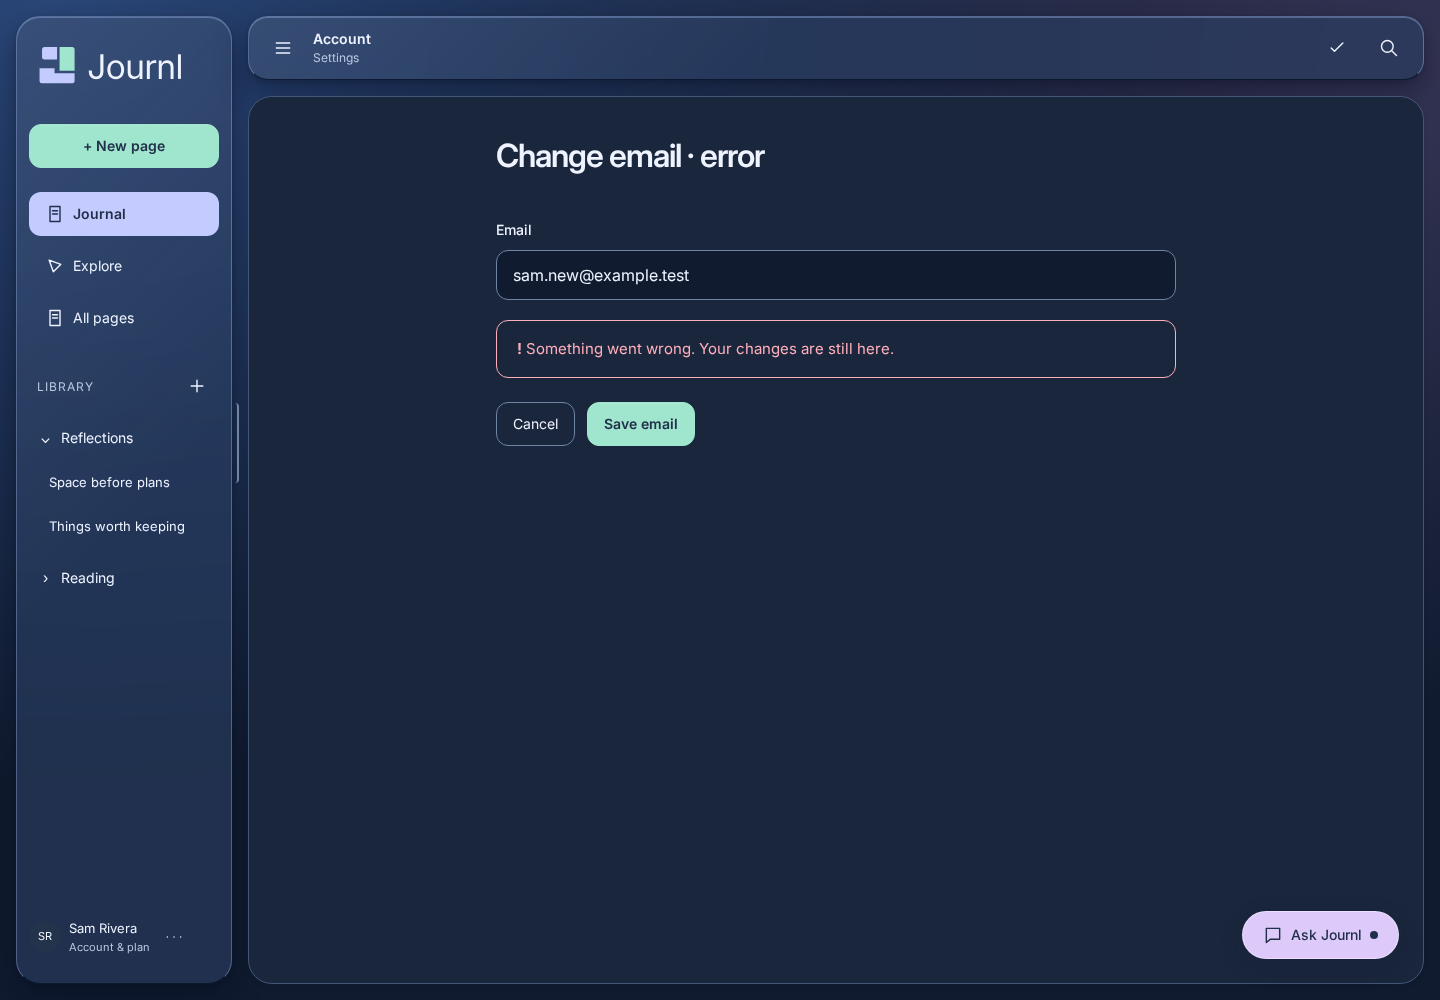 Journl
+ New page
Journal
Explore
All pages
LIBRARY
Reflections
Space before plans
Things worth keeping
Reading
SR
Sam Rivera
Account & plan
...
Account
Settings
Change email · error
Email
sam.new@example.test
! Something went wrong. Your changes are still here.
Cancel
Save email
Ask Journl